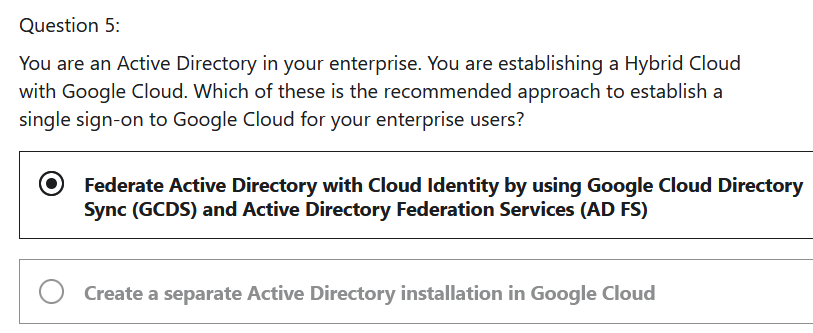 Question 5:
You are an Active Directory in your enterprise. You are establishing a Hybrid Cloud
with Google Cloud. Which of these is the recommended approach to establish a
single sign-on to Google Cloud for your enterprise users?
Federate Active Directory with Cloud Identity by using Google Cloud Directory
Sync (GCDS) and Active Directory Federation Services (AD FS)
Create a separate Active Directory installation in Google Cloud